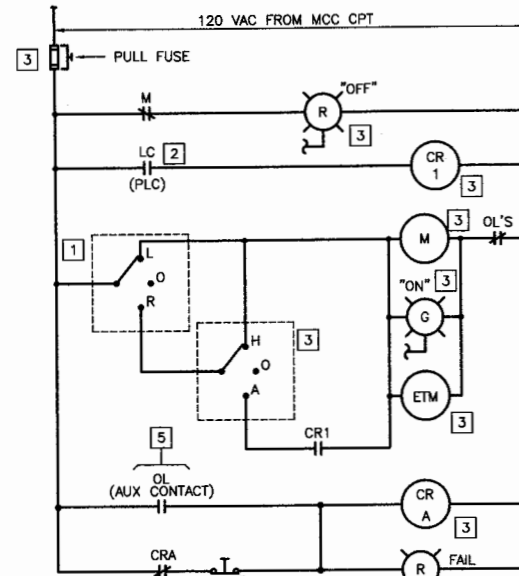 120 VAC FROM MCC CPT
3
PULL FUSE
M
"OFF"
R
3
LC
2
(PLC)
CR
1
3
1
L
O
R
3
M
OL'S
"ON"
3
G
H
O
A
3
ETM
3
CR1
5
OL
(AUX CONTACT)
CR
A
3
CRA
R
FAIL